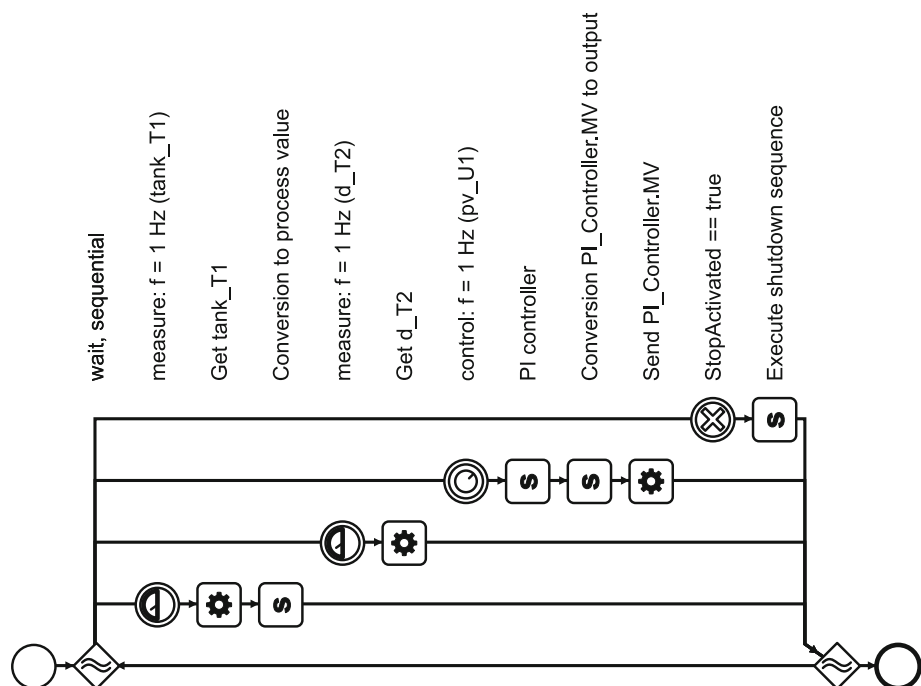 wait, sequential
measure: f = 1 Hz (tank_T1)
Get tank_T1
Conversion to process value
measure: f = 1 Hz (d_T2)
Get d_T2
control: f = 1 Hz (pv_U1)
PI controller
Conversion PI_Controller.MV to output
Send PI_Controller.MV
StopActivated == true
Execute shutdown sequence
S
S
S
S